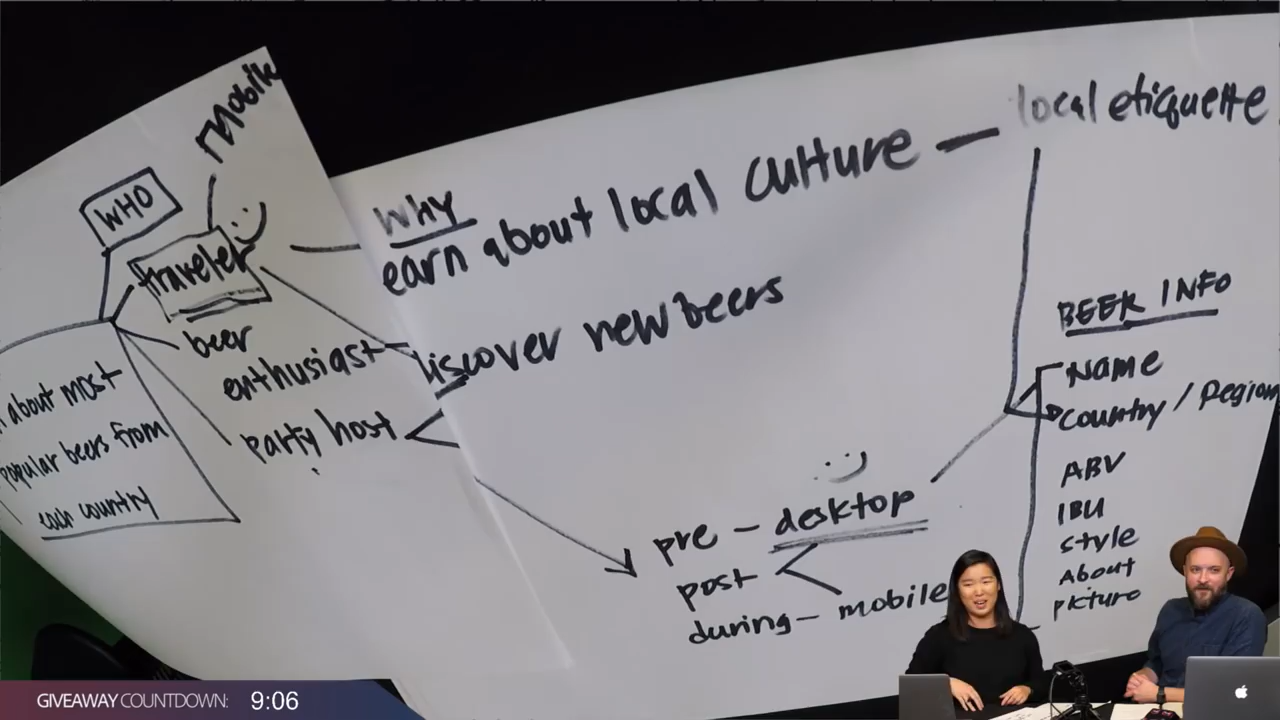 mobile
WHO
traveler
beer
enthusiast
party host
about most
popular beers from
each country
Why
earn about local culture — local etiquette
Discover new beers
pre - desktop
post
during - mobile
BEER INFO
Name
Country / Region
ABV
IBU
Style
About
picture
GIVEAWAY COUNTDOWN: 9:06